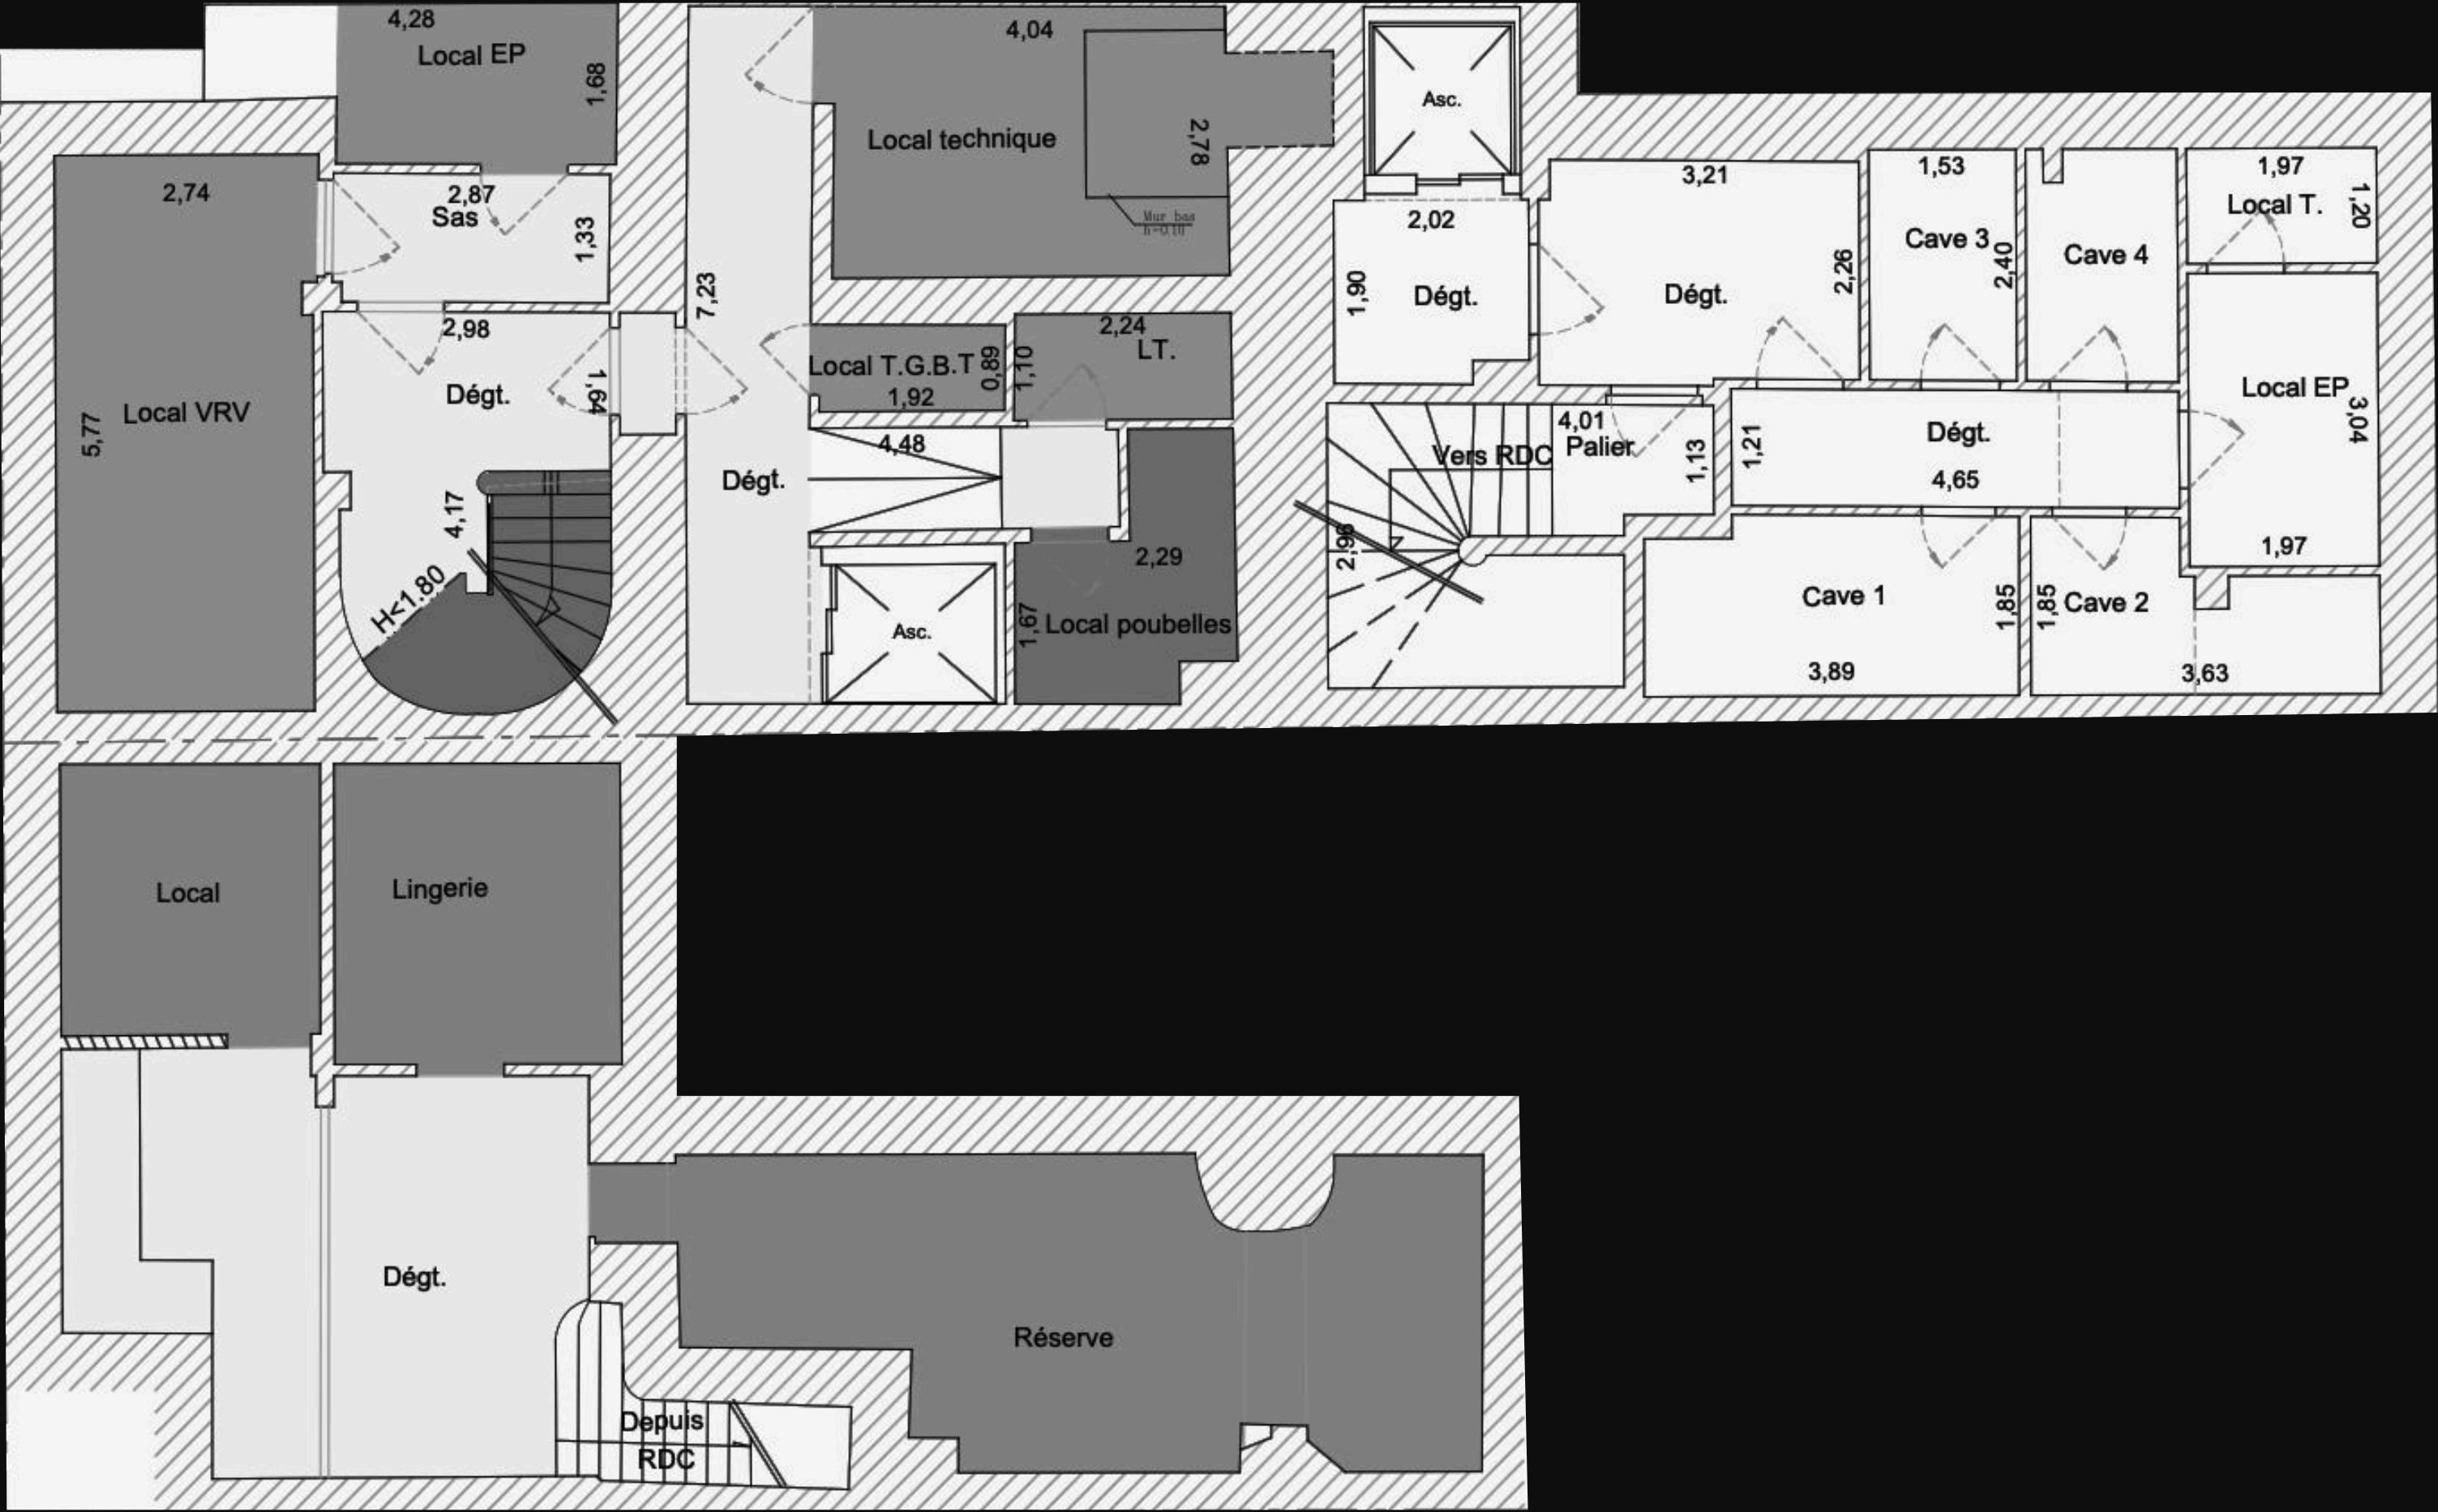 4,28
Local EP
1,68
4,04
Local technique
2,78
Mur bas
h=0.10
Asc.
2,74
2,87
Sas
1,33
7,23
2,02
1,90
Dégt.
3,21
2,26
Dégt.
1,53
Cave 3
2,40
Cave 4
1,97
Local T.
1,20
2,98
Dégt.
1,64
Local T.G.B.T
0,89
1,92
2,24
1,10
LT.
Local VRV
5,77
4,17
H<1.80
Dégt.
4,48
Vers RDC
4,01
Palier
1,13
1,21
Dégt.
4,65
Local EP
3,04
1,97
Asc.
2,29
1,67
Local poubelles
Cave 1
1,85
3,89
1,85
Cave 2
3,63
Local
Lingerie
Dégt.
Réserve
Depuis
RDC